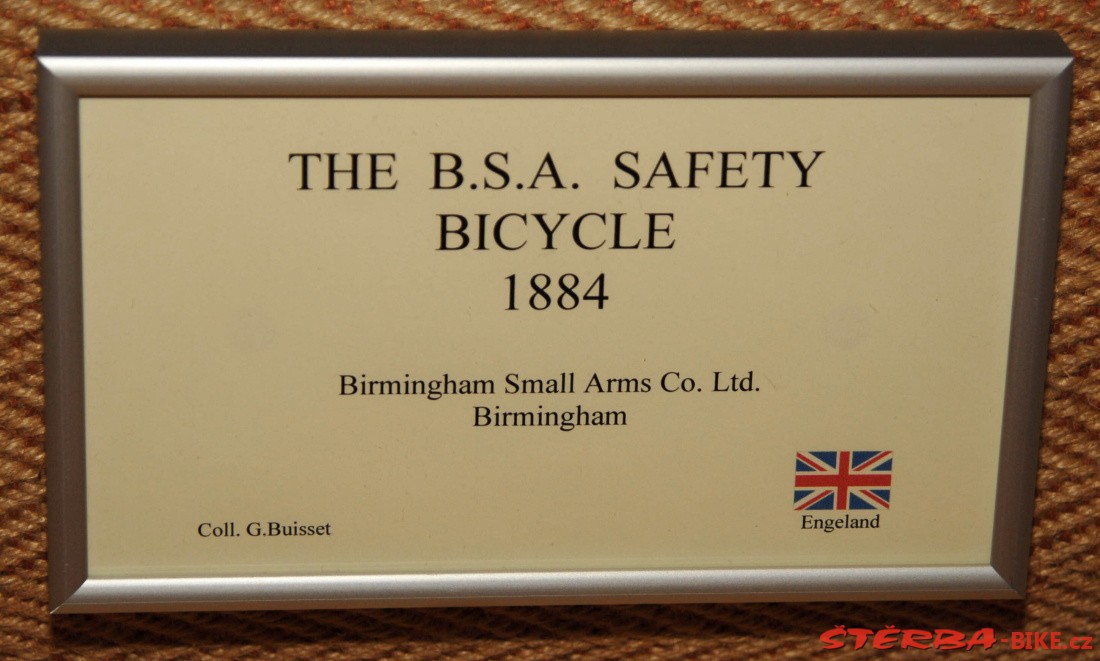 THE B.S.A. SAFETY
BICYCLE
1884
Birmingham Small Arms Co. Ltd.
Birmingham
Coll. G.Buisset
Engeland
ŠTĚRBA-BIKE.cz